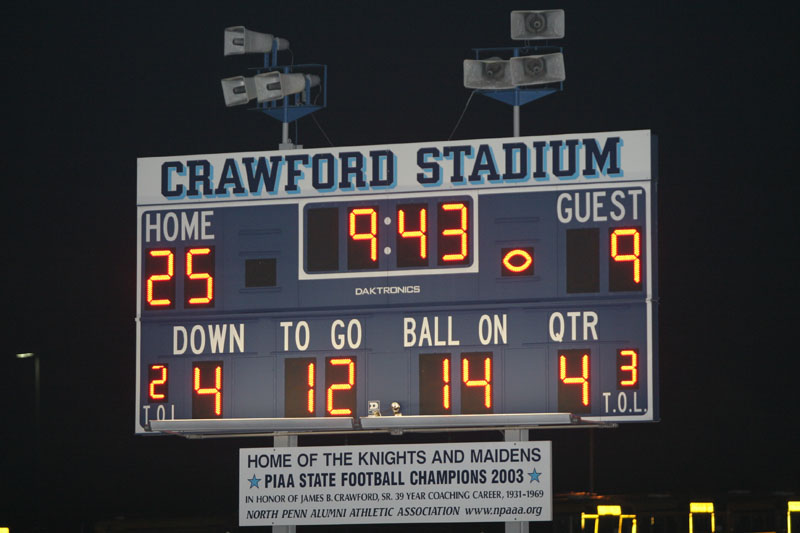 CRAWFORD STADIUM
HOME 9:43 GUEST
25 9
DAKTRONICS
DOWN TO GO BALL ON QTR
2 4 12 14 4 3
T.O.L. T.O.L.
HOME OF THE KNIGHTS AND MAIDENS
★ PIAA STATE FOOTBALL CHAMPIONS 2003 ★
IN HONOR OF JAMES B. CRAWFORD, SR. 39 YEAR COACHING CAREER, 1931-1969
NORTH PENN ALUMNI ATHLETIC ASSOCIATION www.npaaa.org